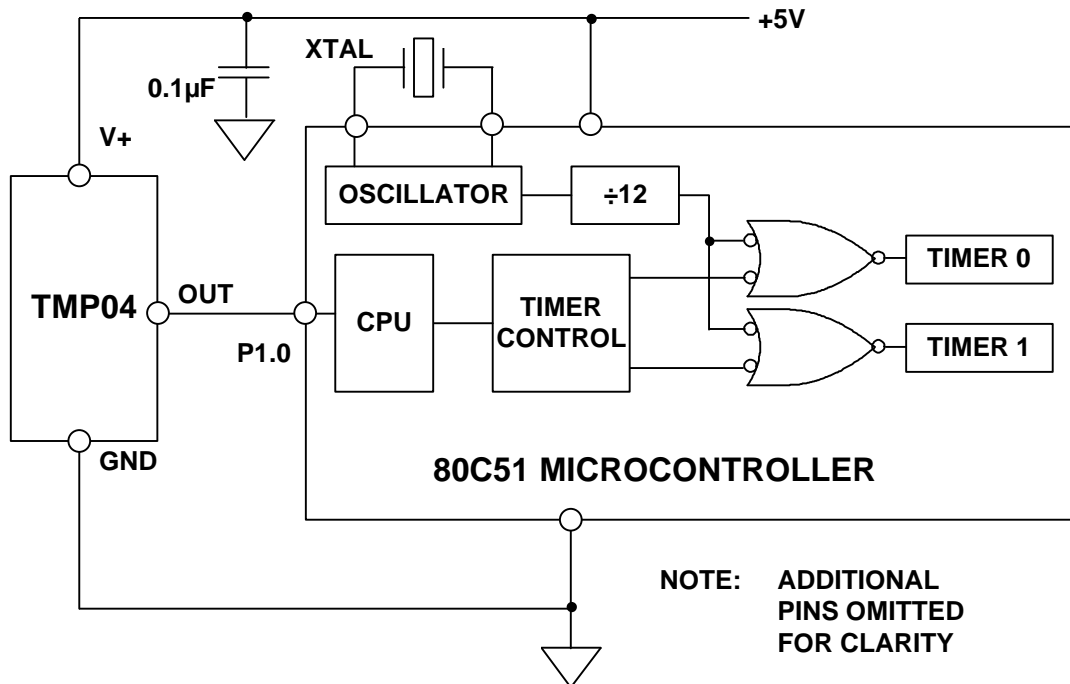 +5V
XTAL
0.1µF
V+
OSCILLATOR
÷12
TMP04
OUT
P1.0
CPU
TIMER
CONTROL
TIMER 0
TIMER 1
GND
80C51 MICROCONTROLLER
NOTE: ADDITIONAL
PINS OMITTED
FOR CLARITY